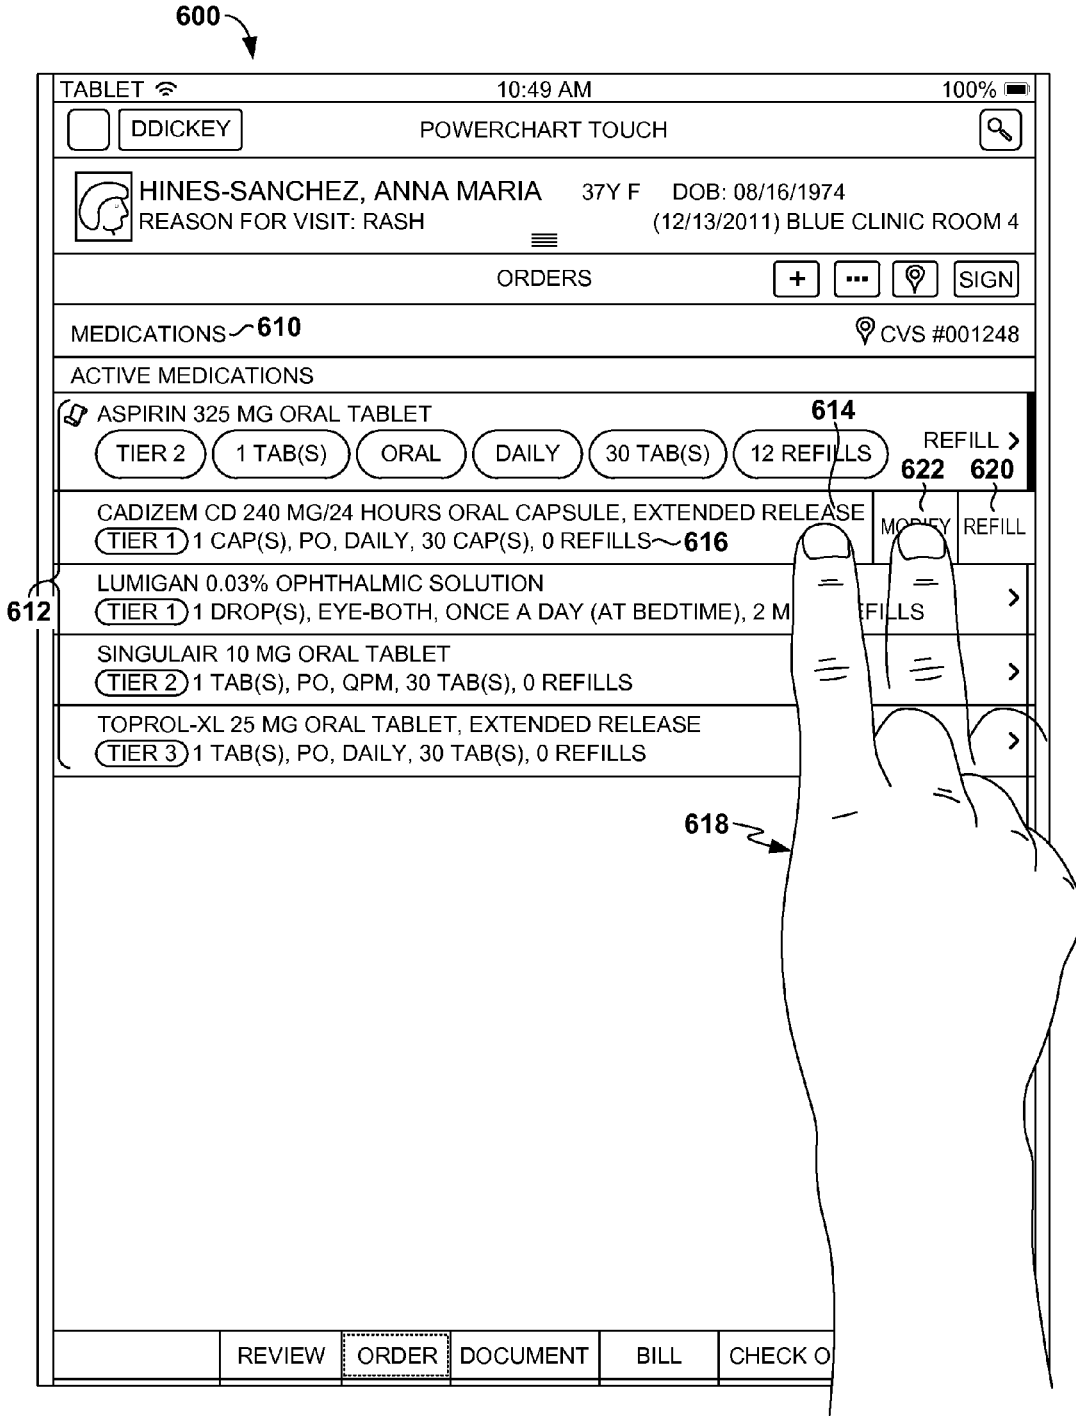 600
TABLET 10:49 AM 100%
DDICKEY POWERCHART TOUCH
HINES-SANCHEZ, ANNA MARIA 37Y F DOB: 08/16/1974
REASON FOR VISIT: RASH (12/13/2011) BLUE CLINIC ROOM 4
ORDERS + ... SIGN
MEDICATIONS 610 CVS #001248
ACTIVE MEDICATIONS
ASPIRIN 325 MG ORAL TABLET 614
TIER 2 1 TAB(S) ORAL DAILY 30 TAB(S) 12 REFILLS REFILL >
622 620
CADIZEM CD 240 MG/24 HOURS ORAL CAPSULE, EXTENDED RELEASE MODIFY REFILL
TIER 1 1 CAP(S), PO, DAILY, 30 CAP(S), 0 REFILLS 616
LUMIGAN 0.03% OPHTHALMIC SOLUTION >
612 TIER 1 1 DROP(S), EYE-BOTH, ONCE A DAY (AT BEDTIME), 2 M EFILLS
SINGULAIR 10 MG ORAL TABLET >
TIER 2 1 TAB(S), PO, QPM, 30 TAB(S), 0 REFILLS
TOPROL-XL 25 MG ORAL TABLET, EXTENDED RELEASE >
TIER 3 1 TAB(S), PO, DAILY, 30 TAB(S), 0 REFILLS
618
REVIEW ORDER DOCUMENT BILL CHECK O